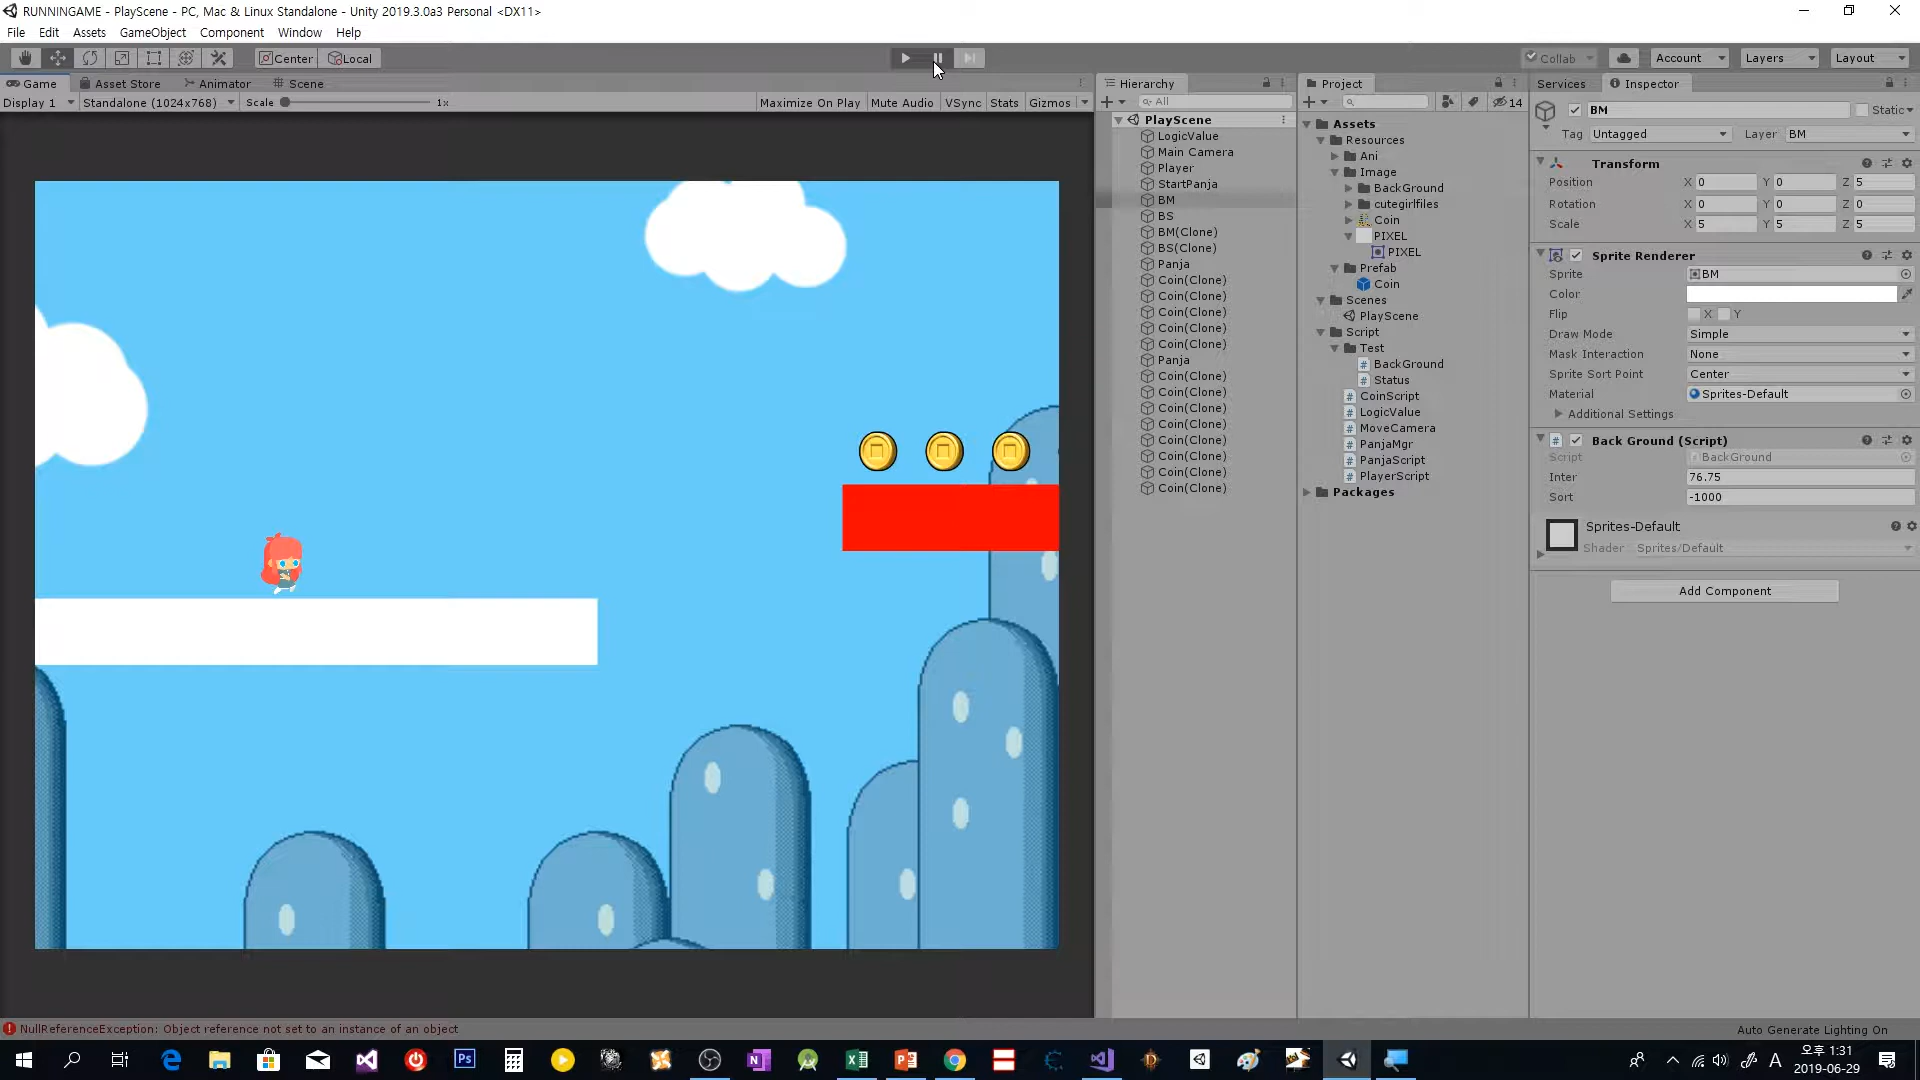 RUNNINGAME - PlayScene - PC, Mac & Linux Standalone - Unity 2019.3.0a3 Personal <DX11>
File Edit Assets GameObject Component Window Help
Center Local
Collab Account Layers Layout
Game Asset Store Animator Scene
Display 1 Standalone (1024x768) Scale 1x Maximize On Play Mute Audio VSync Stats Gizmos
Hierarchy
All
PlayScene
LogicValue
Main Camera
Player
StartPanja
BM
BS
BM(Clone)
BS(Clone)
Panja
Coin(Clone)
Coin(Clone)
Coin(Clone)
Coin(Clone)
Coin(Clone)
Panja
Coin(Clone)
Coin(Clone)
Coin(Clone)
Coin(Clone)
Coin(Clone)
Coin(Clone)
Coin(Clone)
Coin(Clone)
Project
14
Assets
Resources
Ani
Image
BackGround
cutegirlfiles
Coin
PIXEL
PIXEL
Prefab
Coin
Scenes
PlayScene
Script
Test
BackGround
Status
CoinScript
LogicValue
MoveCamera
PanjaMgr
PanjaScript
PlayerScript
Packages
Services Inspector
BM Static
Tag Untagged Layer BM
Transform
Position X 0 Y 0 Z 5
Rotation X 0 Y 0 Z 0
Scale X 5 Y 5 Z 5
Sprite Renderer
Sprite BM
Color
Flip X Y
Draw Mode Simple
Mask Interaction None
Sprite Sort Point Center
Material Sprites-Default
Additional Settings
Back Ground (Script)
Script BackGround
Inter 76.75
Sort -1000
Sprites-Default
Shader Sprites/Default
Add Component
NullReferenceException: Object reference not set to an instance of an object
Auto Generate Lighting On
A 오후 1:31
2019-06-29